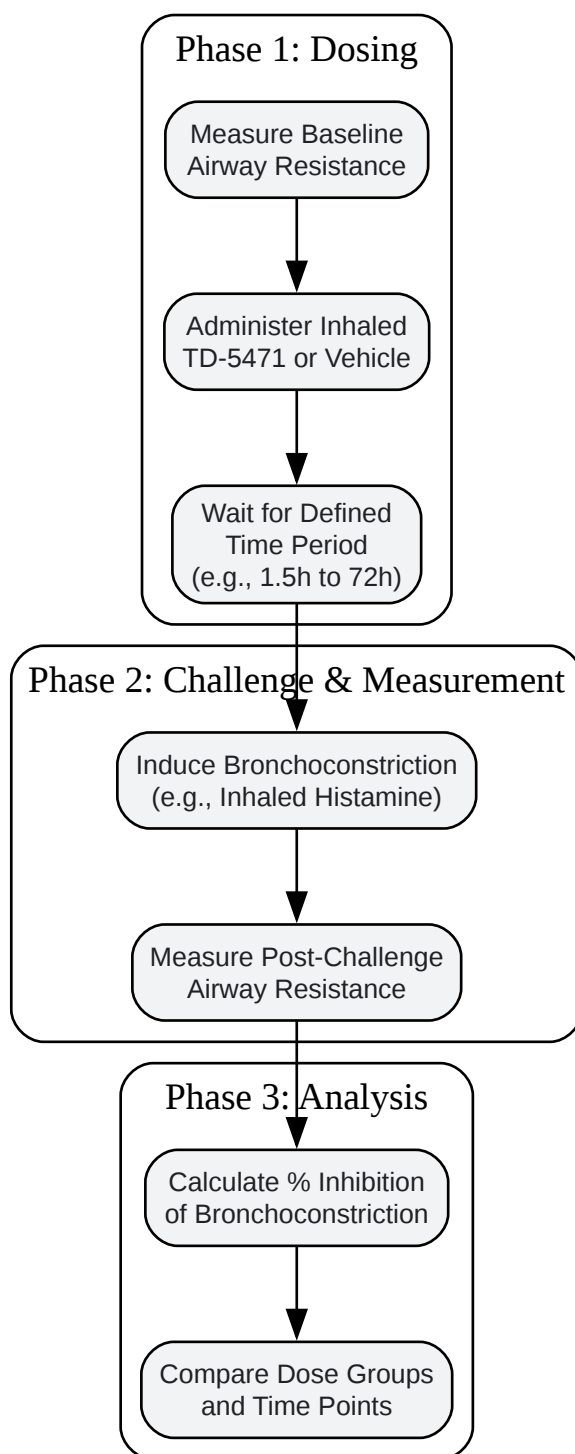 Phase 1: Dosing
Measure Baseline
Airway Resistance
Administer Inhaled
TD-5471 or Vehicle
Wait for Defined
Time Period
(e.g., 1.5h to 72h)
Phase 2: Challenge & Measurement
Induce Bronchoconstriction
(e.g., Inhaled Histamine)
Measure Post-Challenge
Airway Resistance
Phase 3: Analysis
Calculate % Inhibition
of Bronchoconstriction
Compare Dose Groups
and Time Points